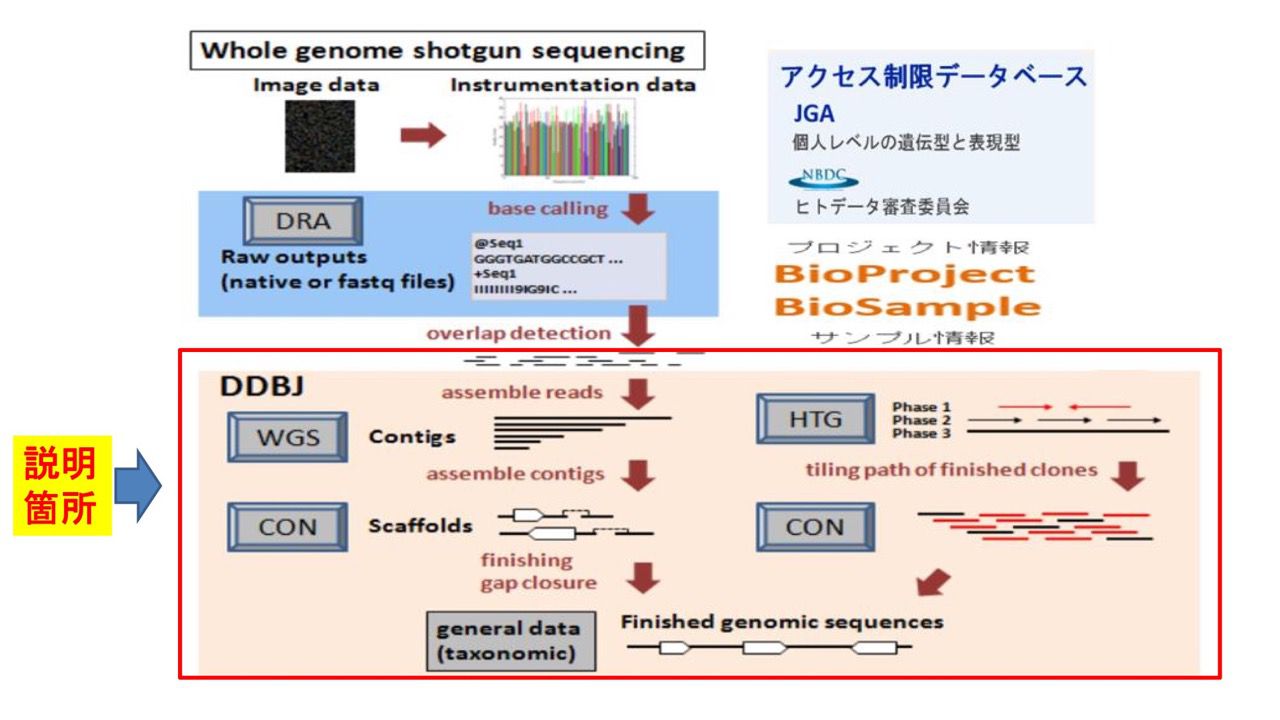 Whole genome shotgun sequencing
Image data
Instrumentation data
DRA
base calling
Raw outputs
(native or fastq files)
@Seq1
GGGTGATGGCCGCT ...
+Seq1
IIIIIIIII9IG9IC ...
overlap detection
アクセス制限データベース
JGA
個人レベルの遺伝型と表現型
NBDC
ヒトデータ審査委員会
プロジェクト情報
BioProject
BioSample
サンプル情報
説明
箇所
DDBJ
assemble reads
WGS
Contigs
assemble contigs
CON
Scaffolds
finishing
gap closure
HTG
Phase 1
Phase 2
Phase 3
tiling path of finished clones
CON
general data
(taxonomic)
Finished genomic sequences